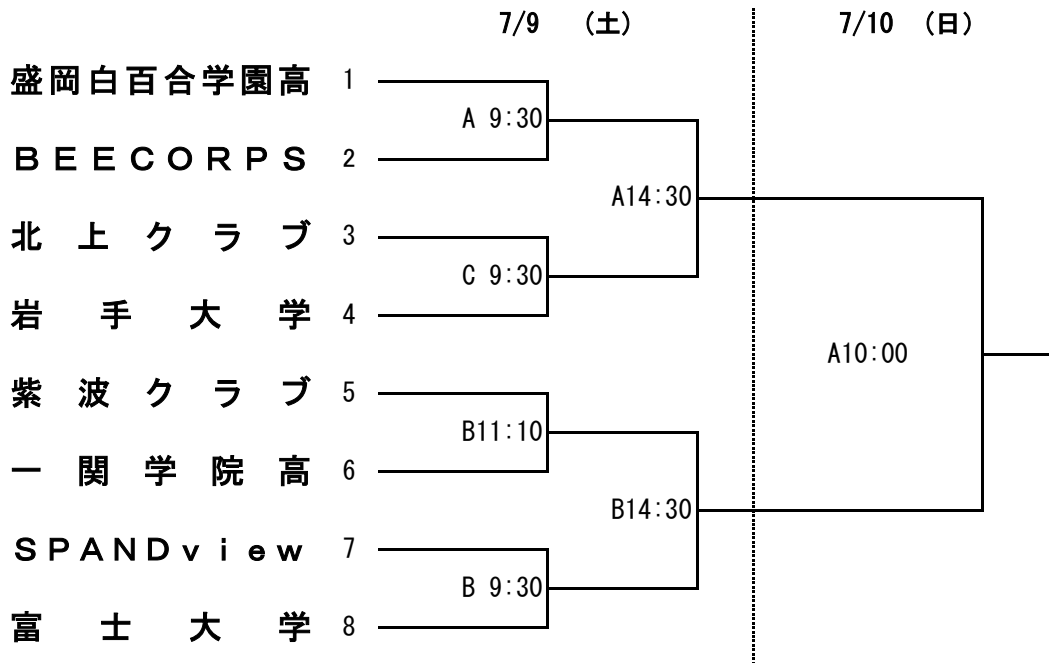 7/9 （土） 7/10 （日）
盛岡白百合学園高 1
A 9:30
ＢＥＥＣＯＲＰＳ 2
A14:30
北上クラブ 3
C 9:30
岩手大学 4
A10:00
紫波クラブ 5
B11:10
一関学院高 6
B14:30
ＳＰＡＮＤｖｉｅｗ 7
B 9:30
富士大学 8